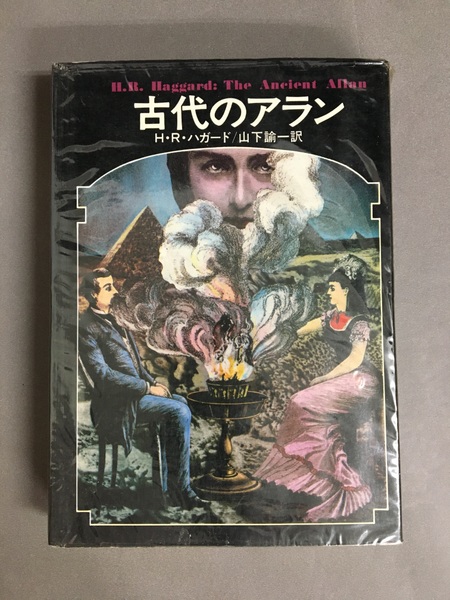 H.R. Haggard: The Ancient Allan
古代のアラン
H・R・ハガード/山下諭一訳